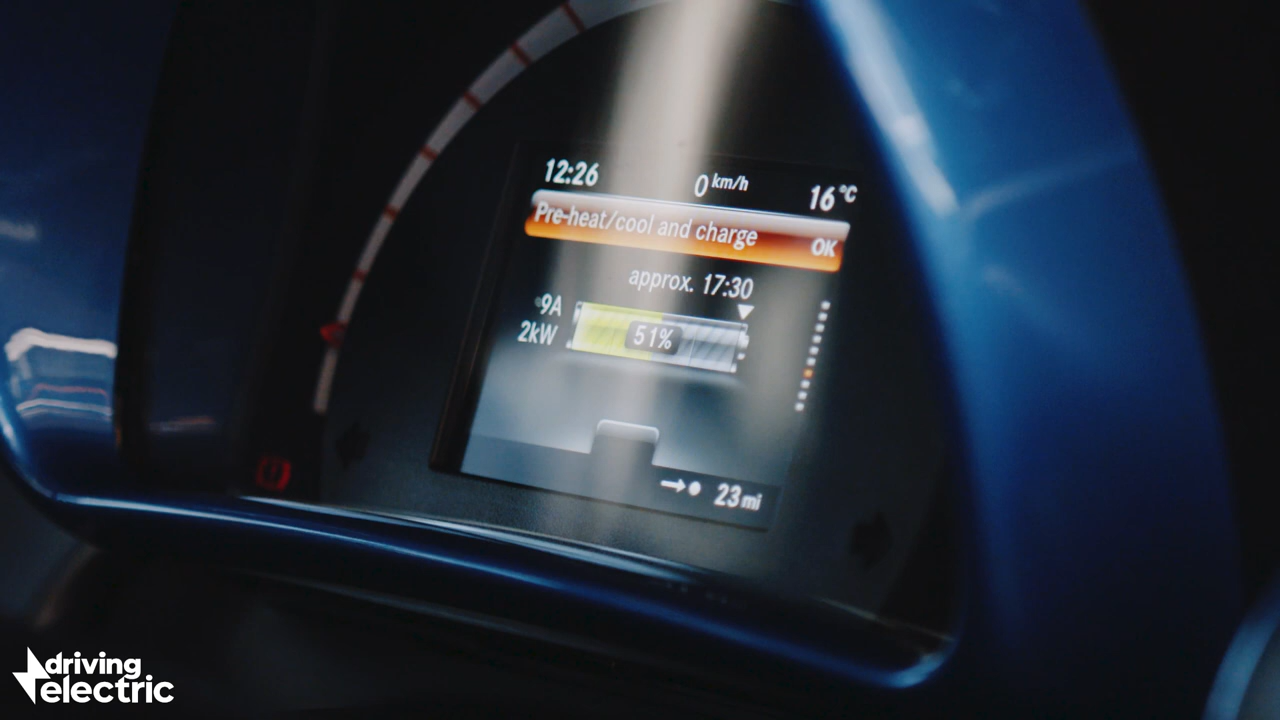 12:26 0 km/h 16 °C
Pre-heat/cool and charge OK
approx. 17:30
9A
2kW 51%
23 mi
driving
electric